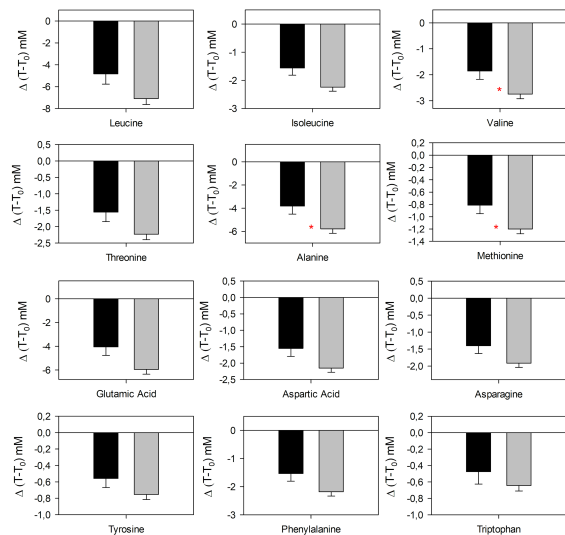 Δ (T-T0) mM
0
-2
-4
-6
-8
Leucine
Δ (T-T0) mM
0
-1
-2
-3
Isoleucine
Δ (T-T0) mM
0
-1
-2
-3
*
Valine
Δ (T-T0) mM
0,5
0,0
-0,5
-1,0
-1,5
-2,0
-2,5
Threonine
Δ (T-T0) mM
0
-2
-4
-6
*
Alanine
Δ (T-T0) mM
0,2
0,0
-0,2
-0,4
-0,6
-0,8
-1,0
-1,2
-1,4
*
Methionine
Δ (T-T0) mM
0
-2
-4
-6
Glutamic Acid
Δ (T-T0) mM
0,5
0,0
-0,5
-1,0
-1,5
-2,0
-2,5
Aspartic Acid
Δ (T-T0) mM
0,5
0,0
-0,5
-1,0
-1,5
-2,0
Asparagine
Δ (T-T0) mM
0,2
0,0
-0,2
-0,4
-0,6
-0,8
-1,0
Tyrosine
Δ (T-T0) mM
0
-1
-2
-3
Phenylalanine
Δ (T-T0) mM
0,2
0,0
-0,2
-0,4
-0,6
-0,8
-1,0
Triptophan